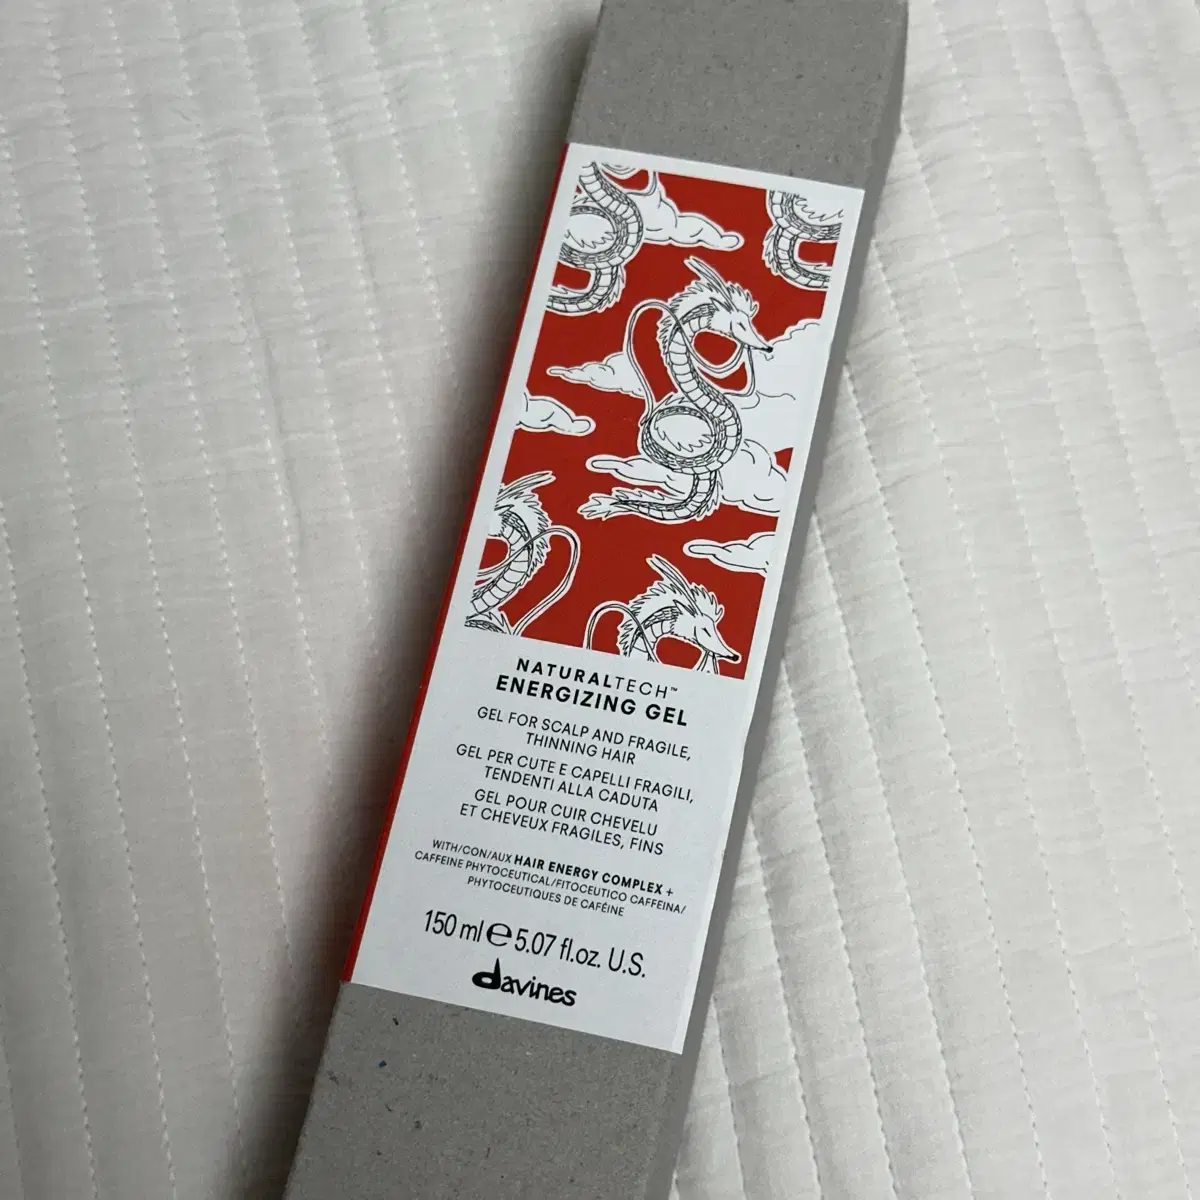 NATURALTECH™
ENERGIZING GEL
GEL FOR SCALP AND FRAGILE,
THINNING HAIR
GEL PER CUTE E CAPELLI FRAGILI,
TENDENTI ALLA CADUTA
GEL POUR CUIR CHEVELU
ET CHEVEUX FRAGILES, FINS
WITH/CON/AUX HAIR ENERGY COMPLEX +
CAFFEINE PHYTOCEUTICAL/FITOCEUTICO CAFFEINA/
PHYTOCEUTIQUES DE CAFÉINE
150 ml ℮ 5.07 fl.oz. U.S.
davines